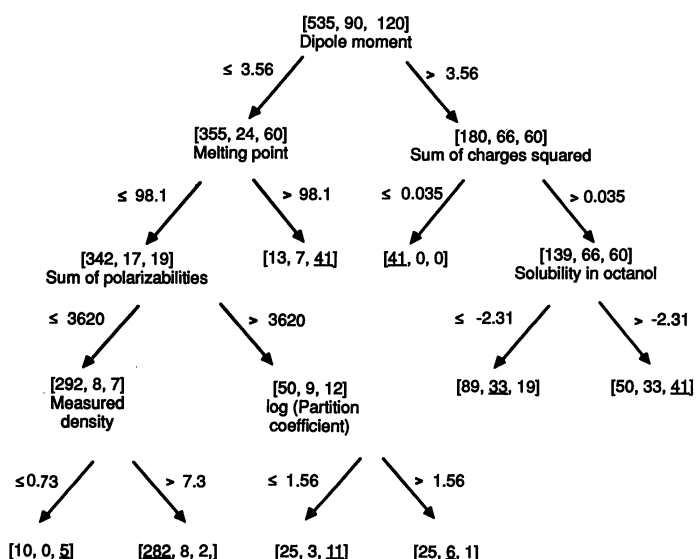 [535, 90, 120]
Dipole moment
≤ 3.56
> 3.56
[355, 24, 60]
Melting point
[180, 66, 60]
Sum of charges squared
≤ 98.1
> 98.1
≤ 0.035
> 0.035
[342, 17, 19]
Sum of polarizabilities
[13, 7, 41]
[41, 0, 0]
[139, 66, 60]
Solubility in octanol
≤ 3620
> 3620
≤ -2.31
> -2.31
[292, 8, 7]
Measured
density
[50, 9, 12]
log (Partition
coefficient)
[89, 33, 19]
[50, 33, 41]
≤0.73
> 7.3
≤ 1.56
> 1.56
[10, 0, 5]
[282, 8, 2,]
[25, 3, 11]
[25, 6, 1]